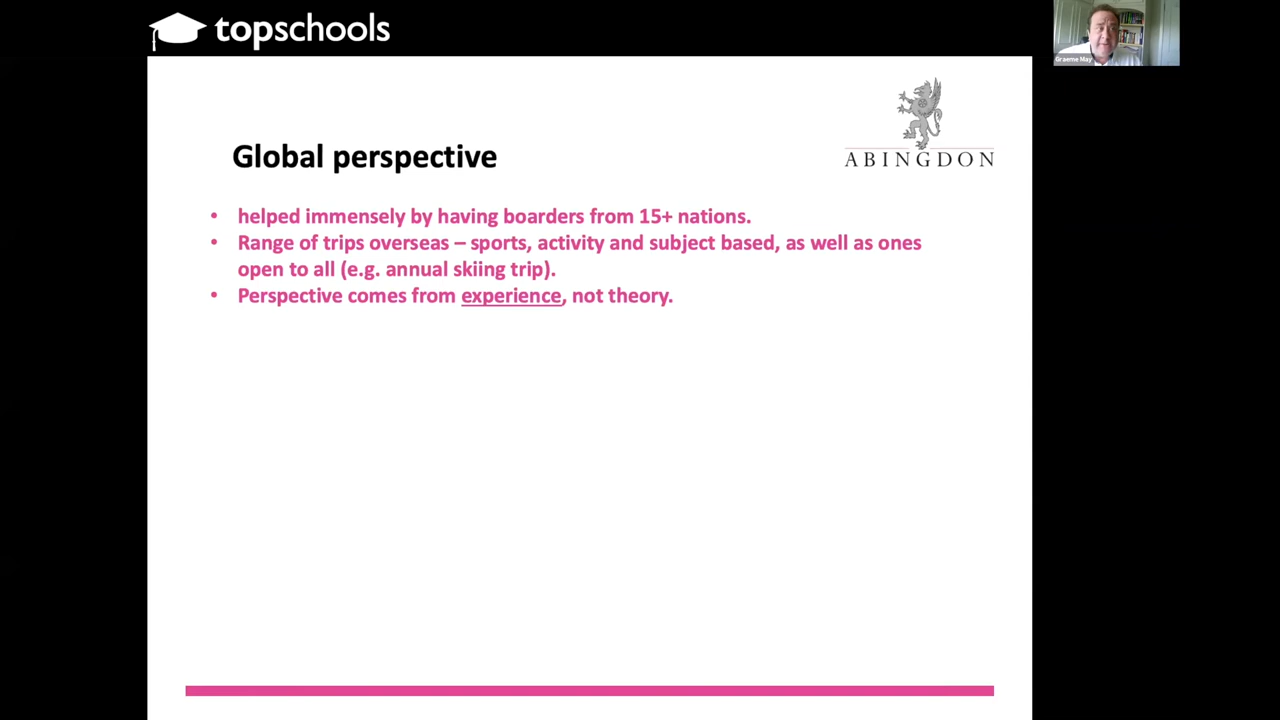 topschools
Graeme May
ABINGDON
Global perspective
• helped immensely by having boarders from 15+ nations.
• Range of trips overseas – sports, activity and subject based, as well as ones
open to all (e.g. annual skiing trip).
• Perspective comes from experience, not theory.